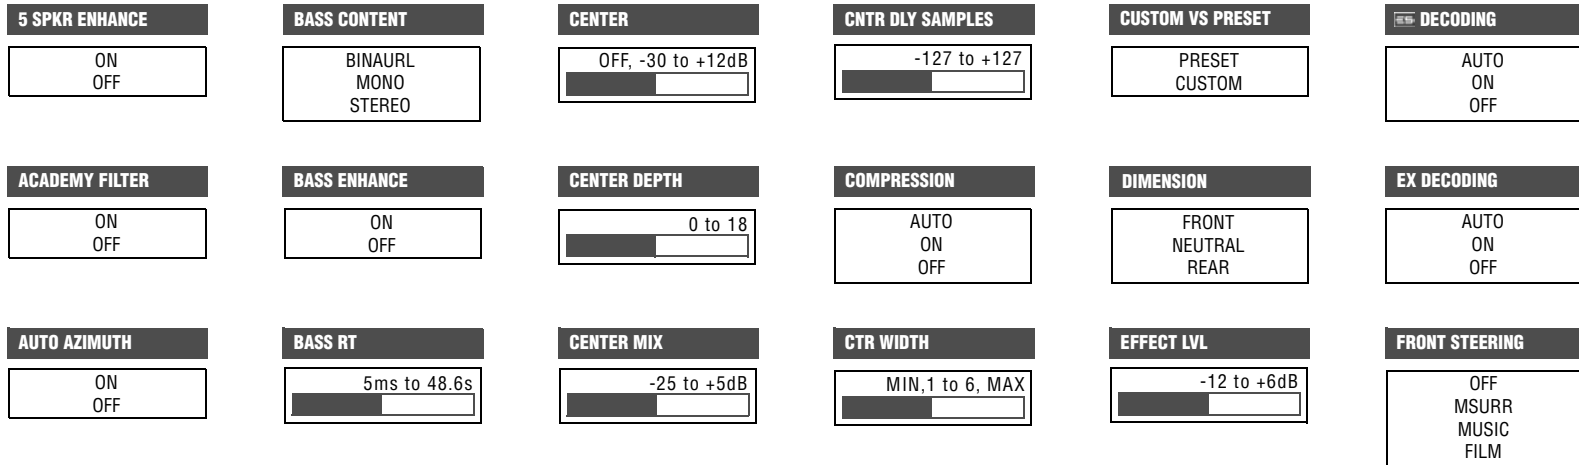 5 SPKR ENHANCE
ON
OFF
BASS CONTENT
BINAURL
MONO
STEREO
CENTER
OFF, -30 to +12dB
CNTR DLY SAMPLES
-127 to +127
CUSTOM VS PRESET
PRESET
CUSTOM
ES DECODING
AUTO
ON
OFF
ACADEMY FILTER
ON
OFF
BASS ENHANCE
ON
OFF
CENTER DEPTH
0 to 18
COMPRESSION
AUTO
ON
OFF
DIMENSION
FRONT
NEUTRAL
REAR
EX DECODING
AUTO
ON
OFF
AUTO AZIMUTH
ON
OFF
BASS RT
5ms to 48.6s
CENTER MIX
-25 to +5dB
CTR WIDTH
MIN,1 to 6, MAX
EFFECT LVL
-12 to +6dB
FRONT STEERING
OFF
MSURR
MUSIC
FILM